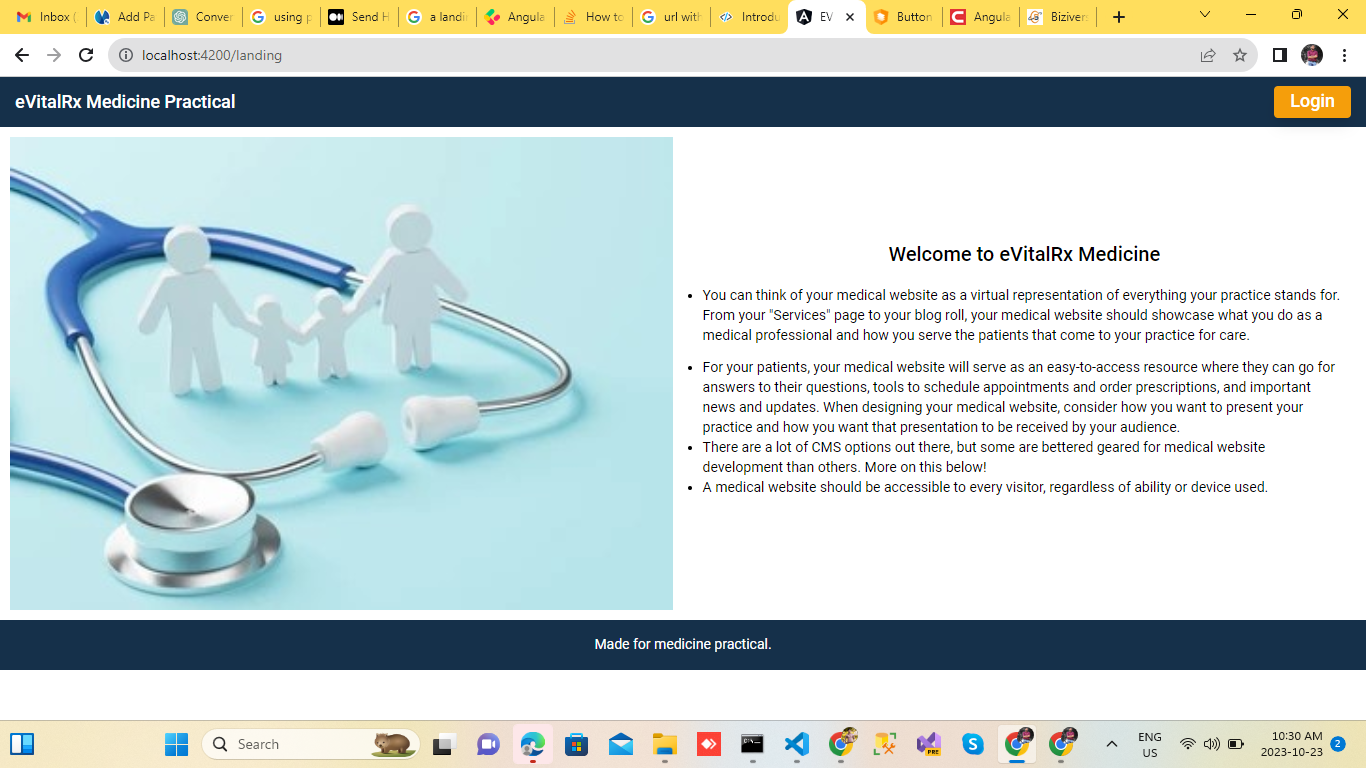 Inbox (
Add Pa
Conver
using p
Send H
a landin
Angula
How to
url with
Introdu
EV
Button
Angula
Biziver
localhost:4200/landing
eVitalRx Medicine Practical
Login
Welcome to eVitalRx Medicine
You can think of your medical website as a virtual representation of everything your practice stands for.
From your "Services" page to your blog roll, your medical website should showcase what you do as a
medical professional and how you serve the patients that come to your practice for care.
For your patients, your medical website will serve as an easy-to-access resource where they can go for
answers to their questions, tools to schedule appointments and order prescriptions, and important
news and updates. When designing your medical website, consider how you want to present your
practice and how you want that presentation to be received by your audience.
There are a lot of CMS options out there, but some are bettered geared for medical website
development than others. More on this below!
A medical website should be accessible to every visitor, regardless of ability or device used.
Made for medicine practical.
Search
PRE
ENG
US
10:30 AM
2023-10-23
2